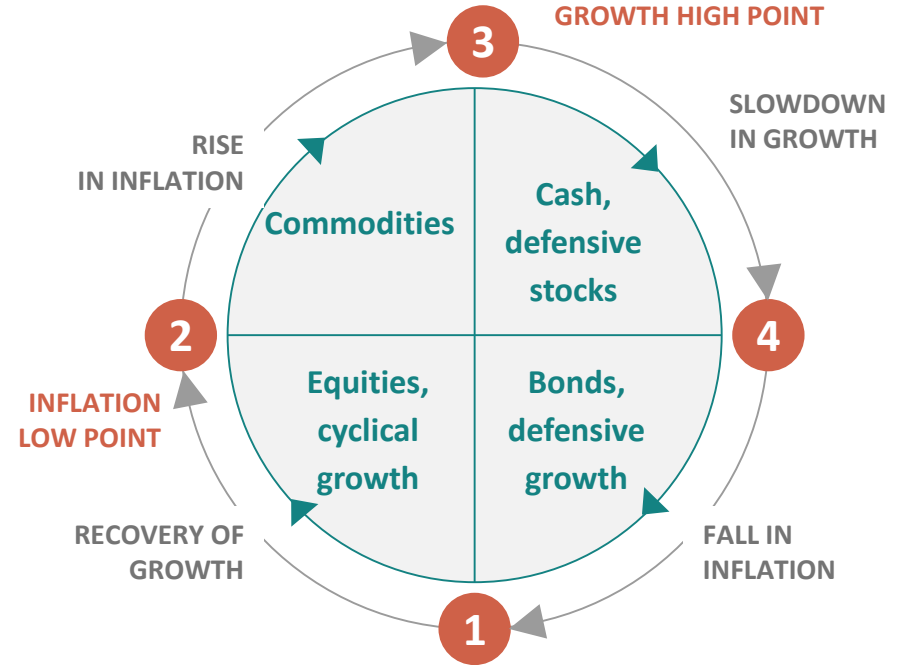 3
GROWTH HIGH POINT
SLOWDOWN
IN GROWTH
RISE
IN INFLATION
Commodities
Cash,
defensive
stocks
2
4
INFLATION
LOW POINT
Equities,
cyclical
growth
Bonds,
defensive
growth
RECOVERY OF
GROWTH
FALL IN
INFLATION
1